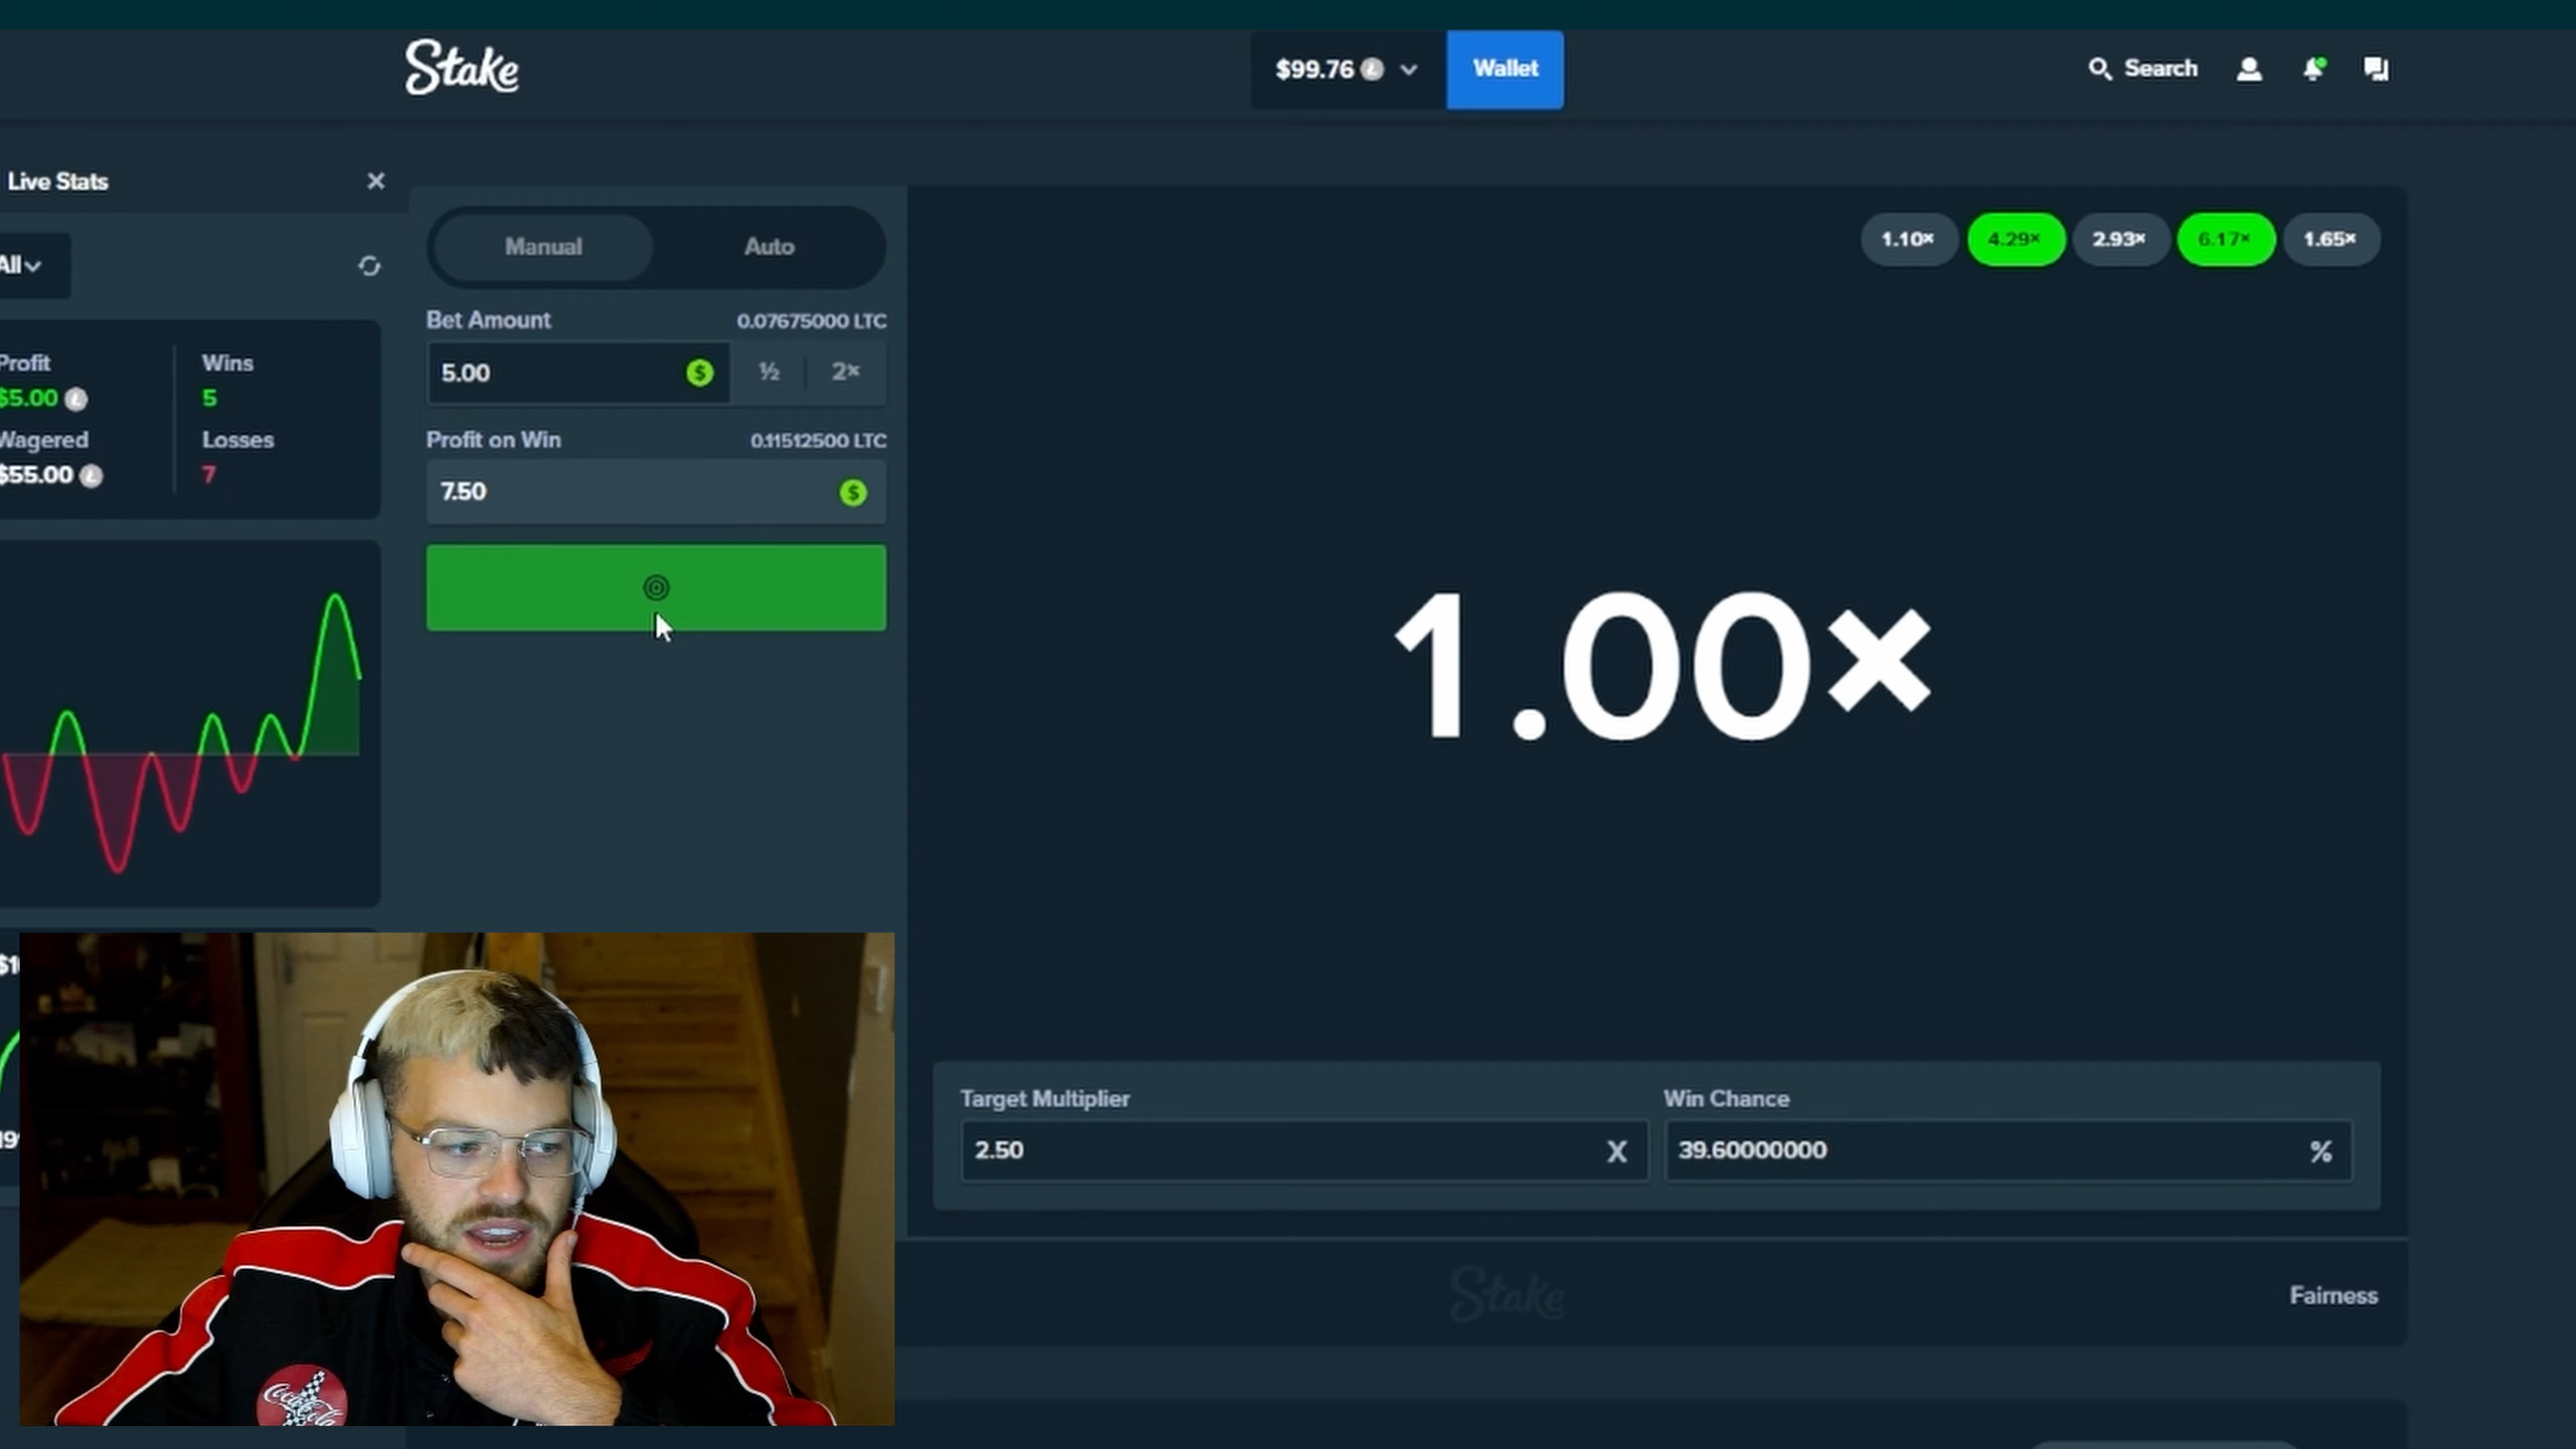 Stake
$99.76
Wallet
Search
Live Stats
All
Profit
$5.00
Wins
5
Wagered
$55.00
Losses
7
Manual
Auto
Bet Amount
0.07675000 LTC
5.00
$
½
2×
Profit on Win
0.11512500 LTC
7.50
$
1.10×
4.29×
2.93×
6.17×
1.65×
1.00×
Target Multiplier
2.50
X
Win Chance
39.60000000
%
Stake
Fairness
Coca-Cola